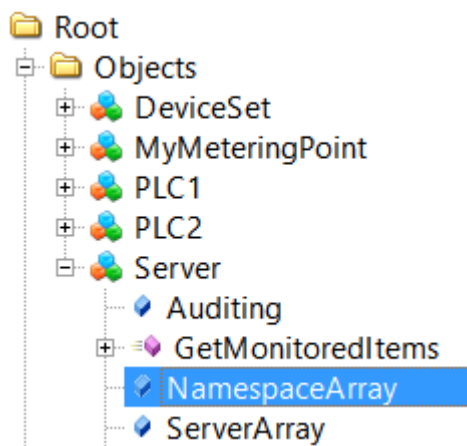 Root
Objects
DeviceSet
MyMeteringPoint
PLC1
PLC2
Server
Auditing
GetMonitoredItems
NamespaceArray
ServerArray